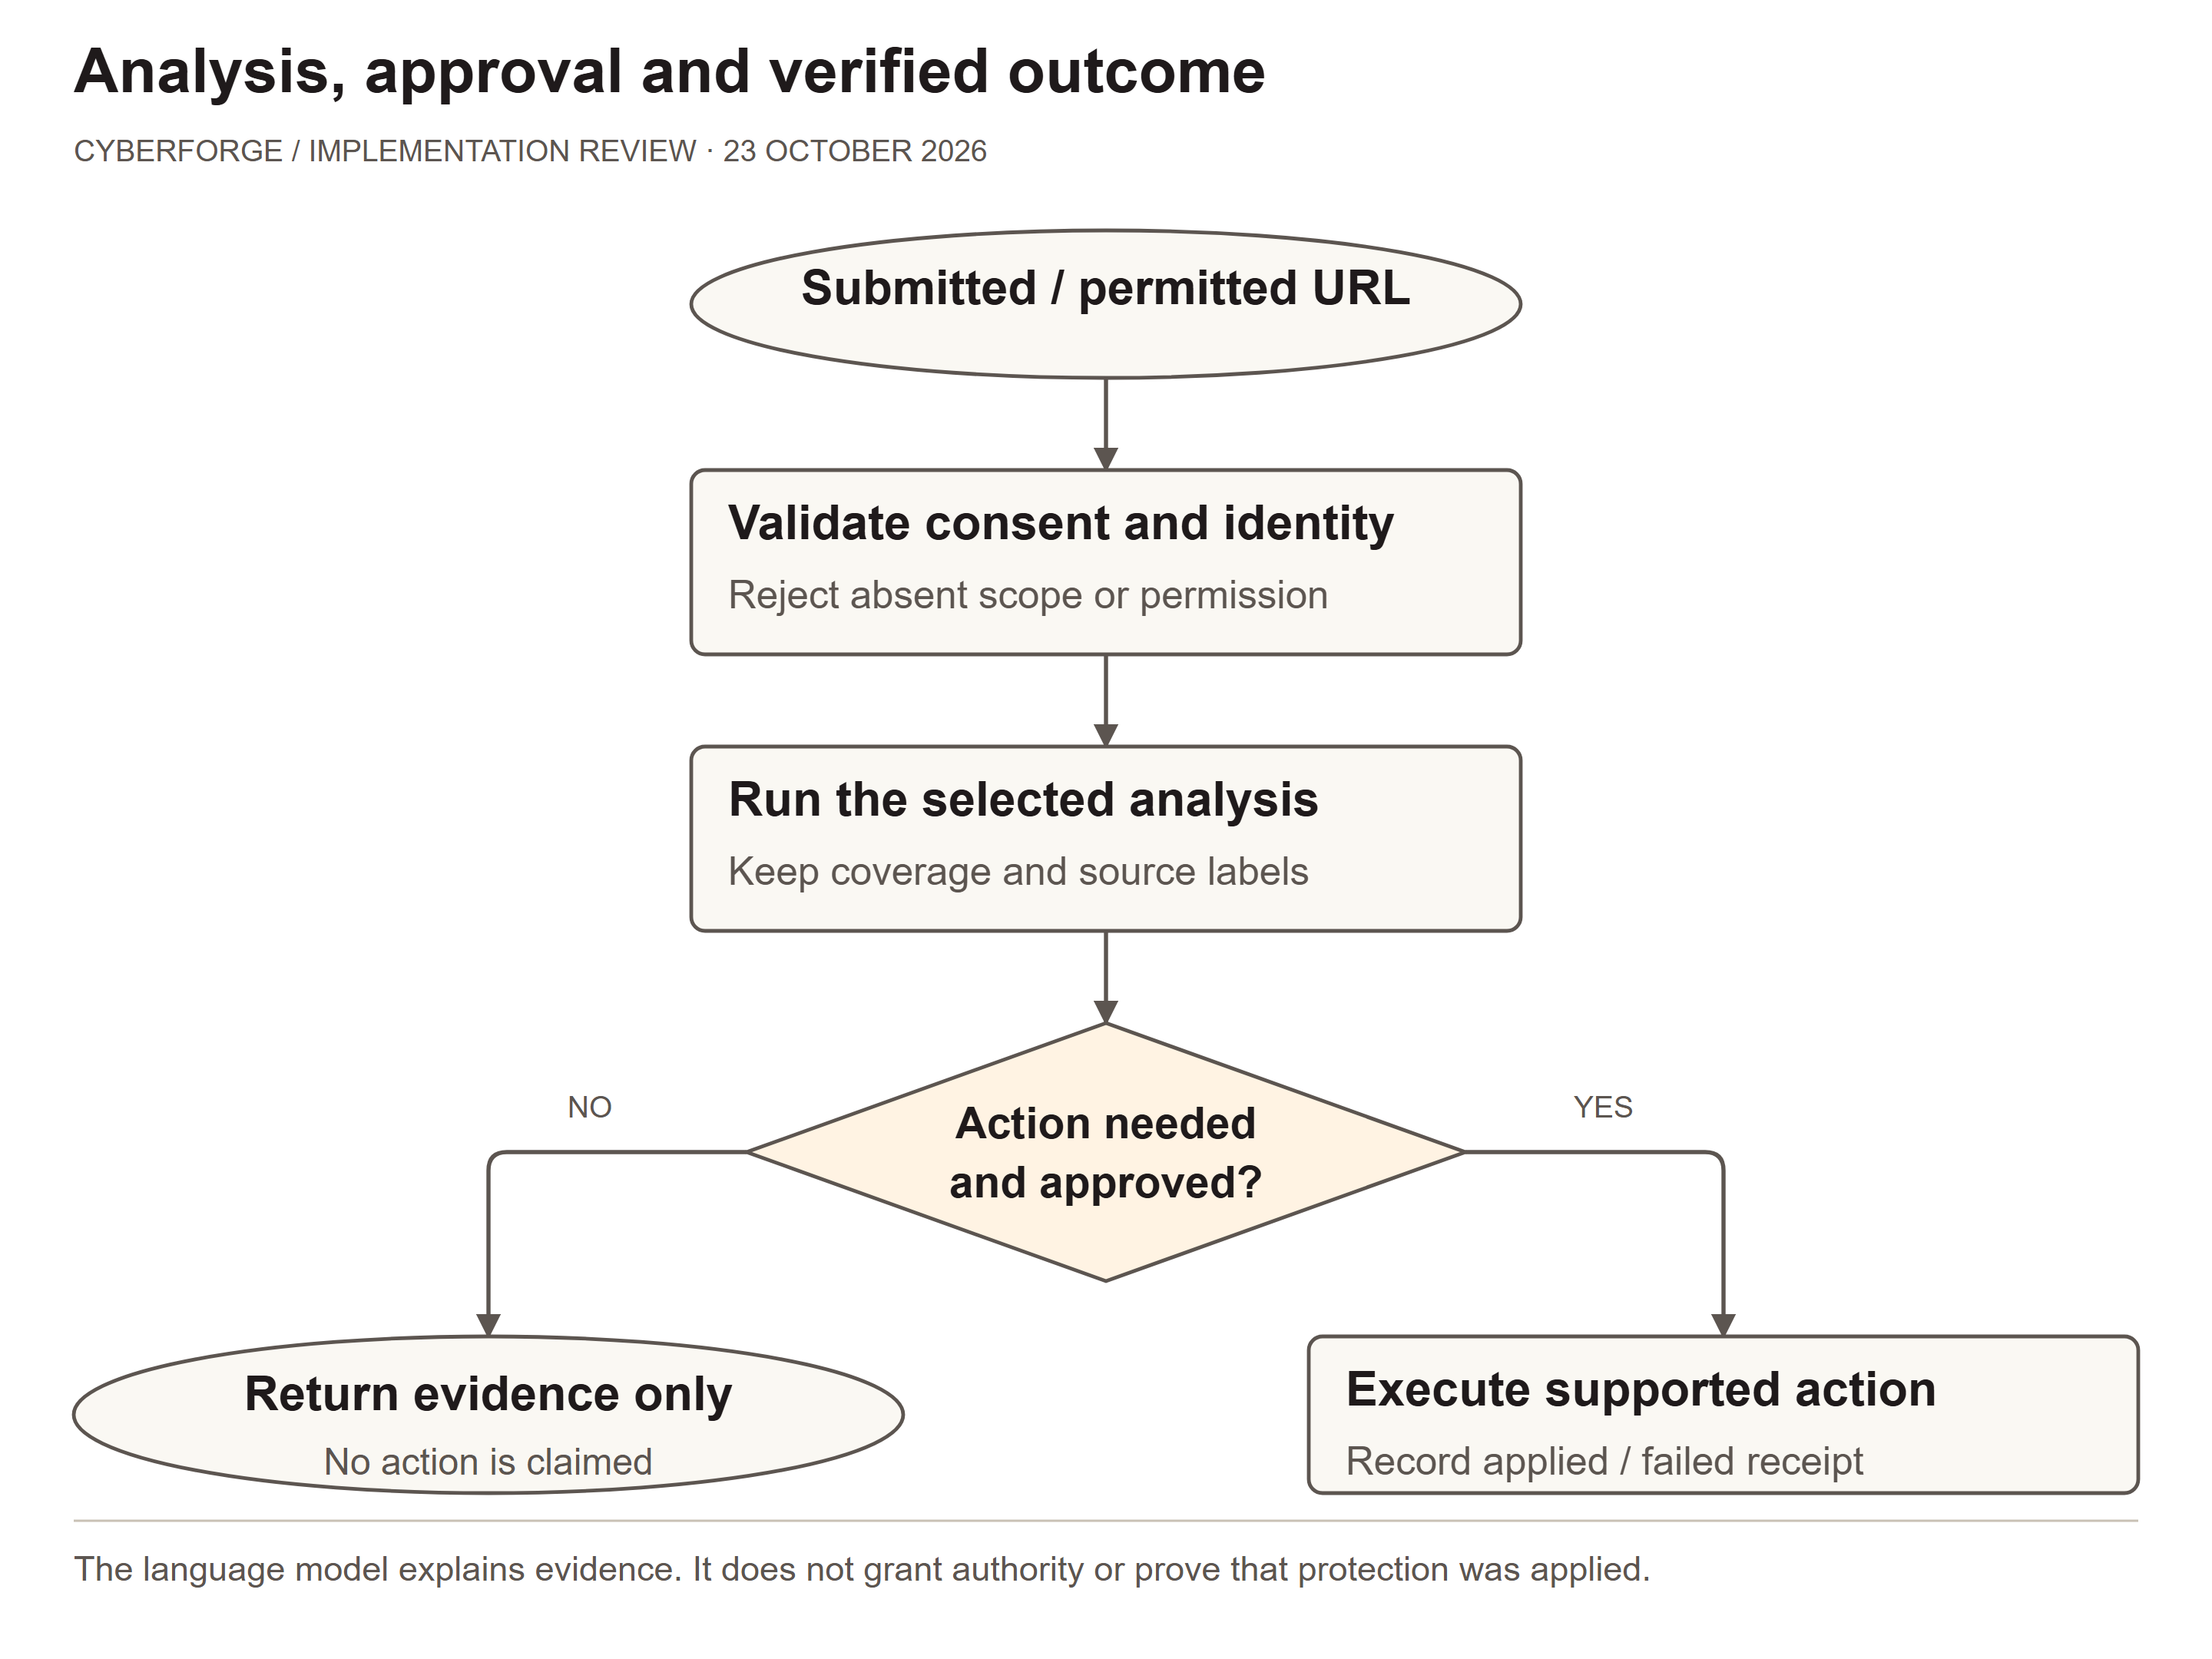 Analysis, approval and verified outcome
CYBERFORGE / IMPLEMENTATION REVIEW · 23 OCTOBER 2026
Submitted / permitted URL
Validate consent and identity
Reject absent scope or permission
Run the selected analysis
Keep coverage and source labels
Action needed
and approved?
NO
YES
Return evidence only
No action is claimed
Execute supported action
Record applied / failed receipt
The language model explains evidence. It does not grant authority or prove that protection was applied.